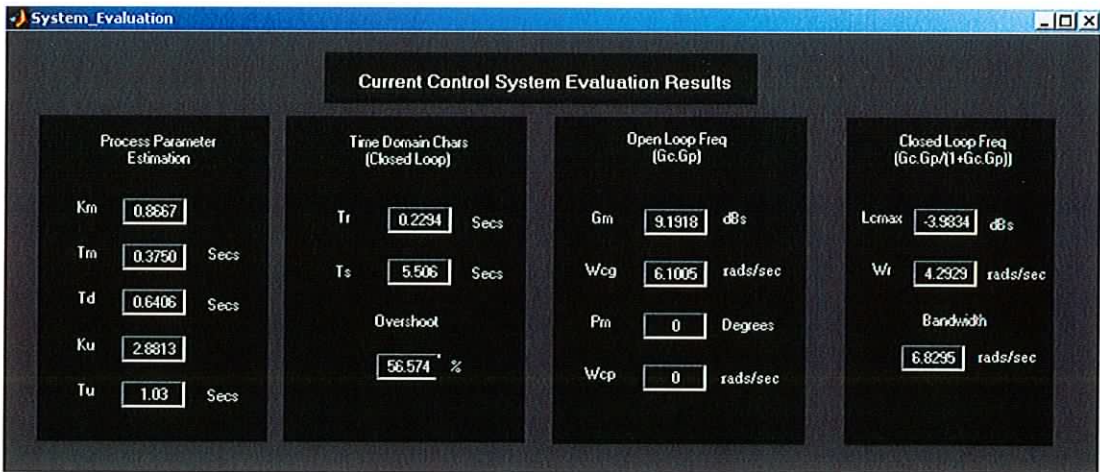 System_Evaluation
Current Control System Evaluation Results
Process Parameter
Estimation
Km 0.8667
Tm 0.3750 Secs
Td 0.6406 Secs
Ku 2.8813
Tu 1.03 Secs
Time Domain Chars
(Closed Loop)
Tr 0.2294 Secs
Ts 5.506 Secs
Overshoot
56.574 %
Open Loop Freq
(Gc.Gp)
Gm 9.1918 dBs
Wcg 6.1005 rads/sec
Pm 0 Degrees
Wcp 0 rads/sec
Closed Loop Freq
(Gc.Gp/(1+Gc.Gp))
Lcmax -3.9834 dBs
Wr 4.2929 rads/sec
Bandwidth
6.8295 rads/sec